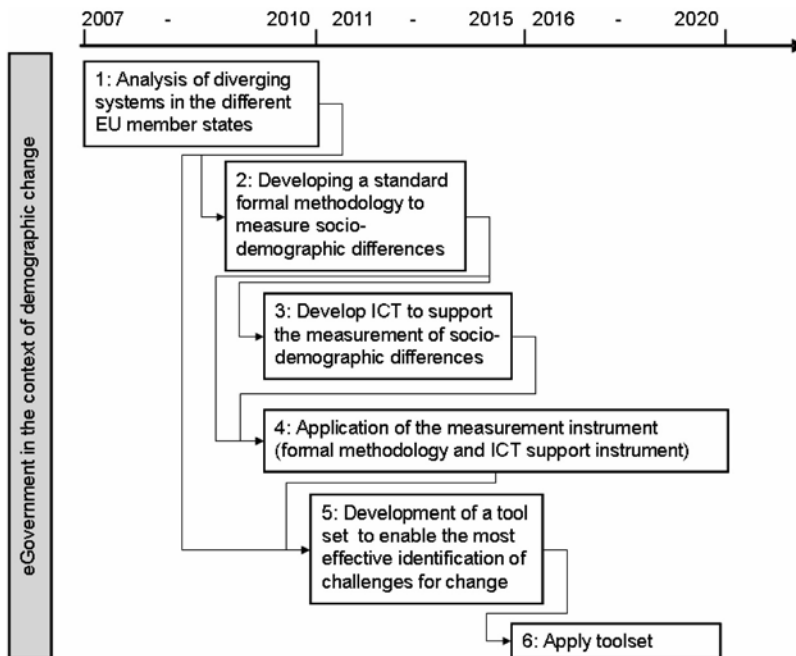 2007 - 2010 2011 - 2015 2016 - 2020
eGovernment in the context of demographic change
1: Analysis of diverging
systems in the different
EU member states
2: Developing a standard
formal methodology to
measure socio-
demographic differences
3: Develop ICT to support
the measurement of socio-
demographic differences
4: Application of the measurement instrument
(formal methodology and ICT support instrument)
5: Development of a tool
set to enable the most
effective identification of
challenges for change
6: Apply toolset